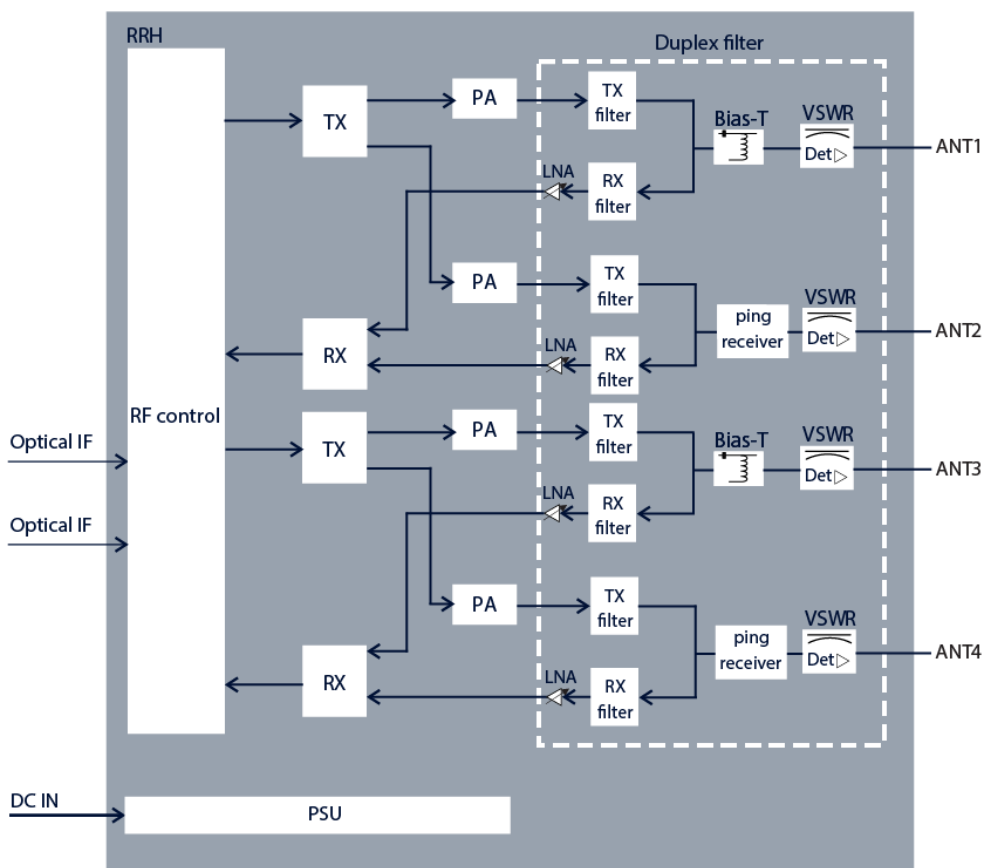 RRH
Duplex filter
TX
PA
TX
filter
Bias-T
VSWR
Det
ANT1
LNA
RX
filter
PA
TX
filter
ping
receiver
VSWR
Det
ANT2
RX
LNA
RX
filter
RF control
Optical IF
Optical IF
TX
PA
TX
filter
Bias-T
VSWR
Det
ANT3
LNA
RX
filter
PA
TX
filter
ping
receiver
VSWR
Det
ANT4
RX
LNA
RX
filter
DC IN
PSU